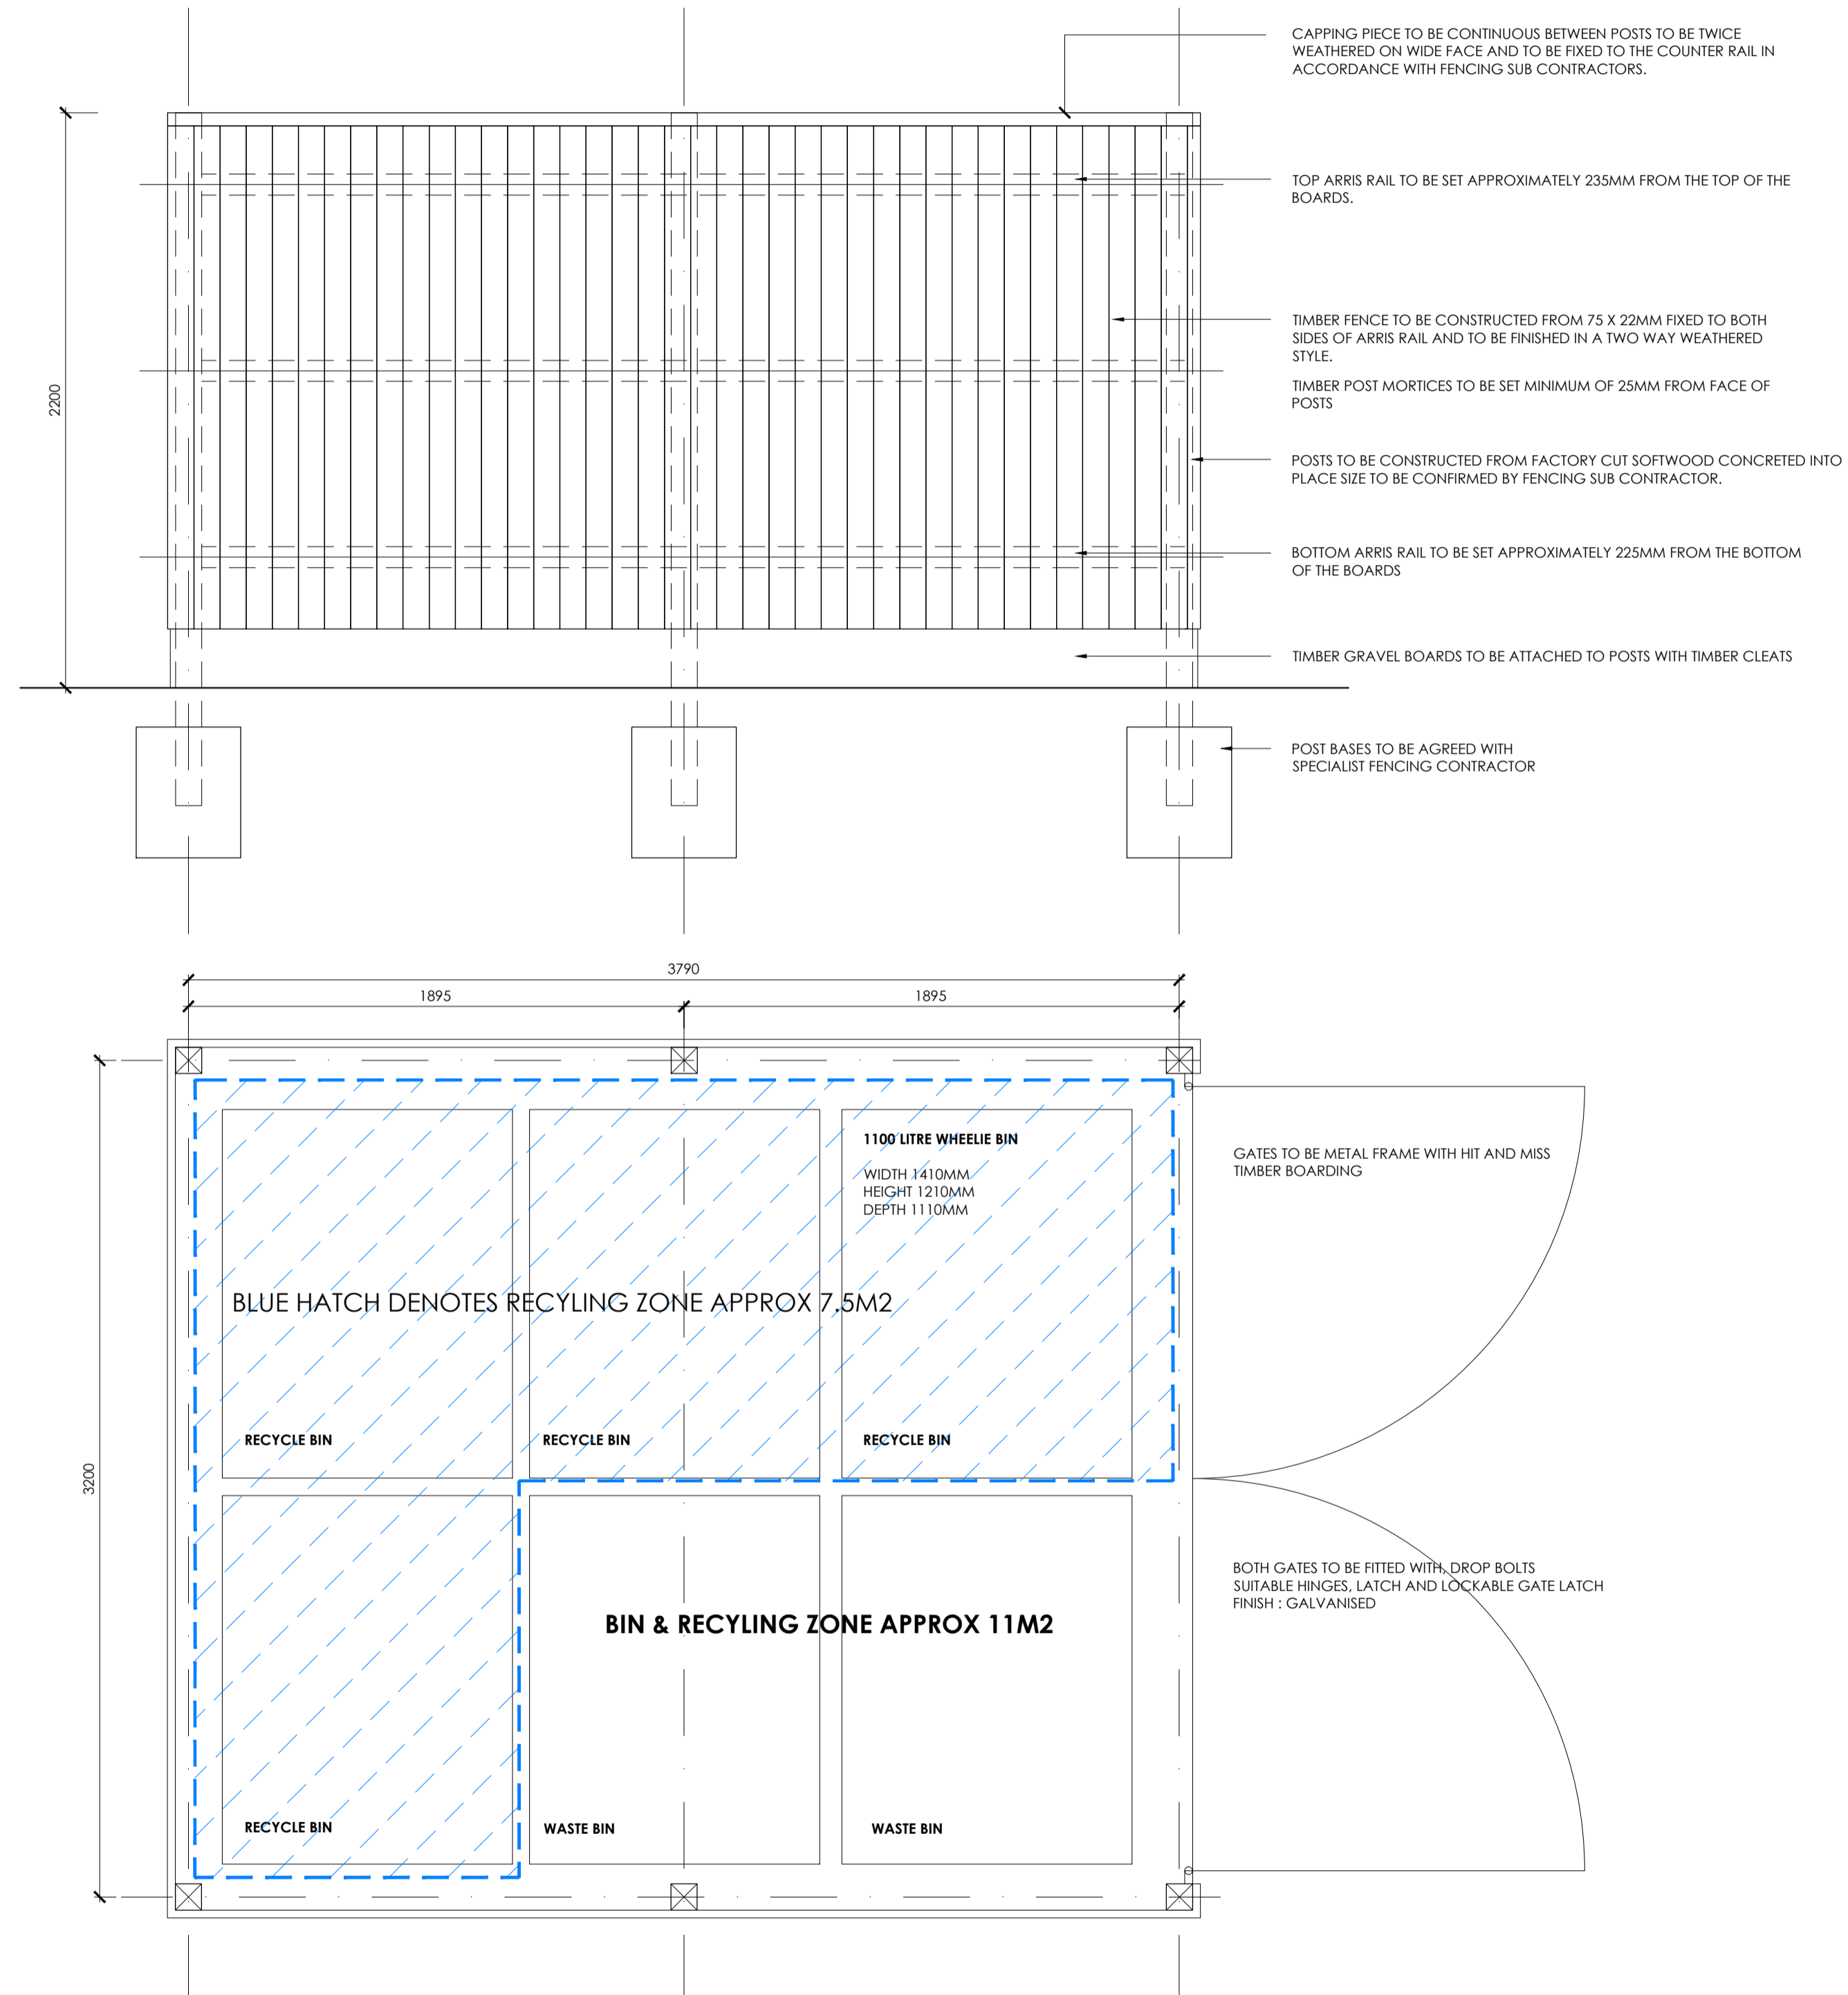 CAPPING PIECE TO BE CONTINUOUS BETWEEN POSTS TO BE TWICE
WEATHERED ON WIDE FACE AND TO BE FIXED TO THE COUNTER RAIL IN
ACCORDANCE WITH FENCING SUB CONTRACTORS.
TOP ARRIS RAIL TO BE SET APPROXIMATELY 235MM FROM THE TOP OF THE
BOARDS.
TIMBER FENCE TO BE CONSTRUCTED FROM 75 X 22MM FIXED TO BOTH
SIDES OF ARRIS RAIL AND TO BE FINISHED IN A TWO WAY WEATHERED
STYLE.
TIMBER POST MORTICES TO BE SET MINIMUM OF 25MM FROM FACE OF
POSTS
2200
POSTS TO BE CONSTRUCTED FROM FACTORY CUT SOFTWOOD CONCRETED INTO
PLACE SIZE TO BE CONFIRMED BY FENCING SUB CONTRACTOR.
BOTTOM ARRIS RAIL TO BE SET APPROXIMATELY 225MM FROM THE BOTTOM
OF THE BOARDS
TIMBER GRAVEL BOARDS TO BE ATTACHED TO POSTS WITH TIMBER CLEATS
POST BASES TO BE AGREED WITH
SPECIALIST FENCING CONTRACTOR
3790
1895
1895
1100 LITRE WHEELIE BIN
WIDTH 1410MM
HEIGHT 1210MM
DEPTH 1110MM
GATES TO BE METAL FRAME WITH HIT AND MISS
TIMBER BOARDING
BLUE HATCH DENOTES RECYLING ZONE APPROX 7.5M2
RECYCLE BIN
RECYCLE BIN
RECYCLE BIN
3200
BOTH GATES TO BE FITTED WITH, DROP BOLTS
SUITABLE HINGES, LATCH AND LOCKABLE GATE LATCH
FINISH : GALVANISED
BIN & RECYLING ZONE APPROX 11M2
RECYCLE BIN
WASTE BIN
WASTE BIN